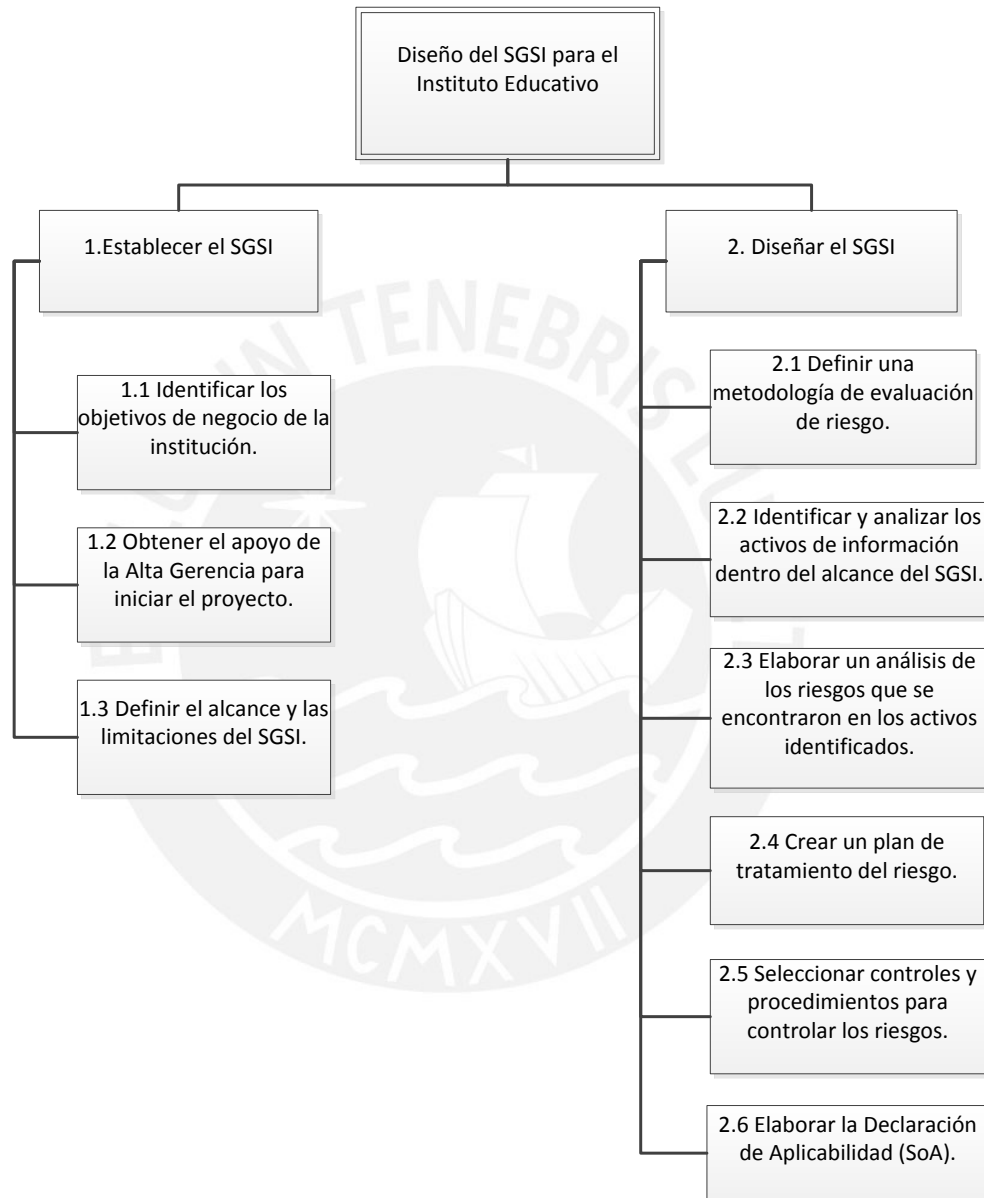 Diseño del SGSI para el
Instituto Educativo
1.Establecer el SGSI
1.1 Identificar los
objetivos de negocio de la
institución.
1.2 Obtener el apoyo de
la Alta Gerencia para
iniciar el proyecto.
1.3 Definir el alcance y las
limitaciones del SGSI.
2. Diseñar el SGSI
2.1 Definir una
metodología de evaluación
de riesgo.
2.2 Identificar y analizar los
activos de información
dentro del alcance del SGSI.
2.3 Elaborar un análisis de
los riesgos que se
encontraron en los activos
identificados.
2.4 Crear un plan de
tratamiento del riesgo.
2.5 Seleccionar controles y
procedimientos para
controlar los riesgos.
2.6 Elaborar la Declaración
de Aplicabilidad (SoA).
IN TENEBRIS
MCMXVII